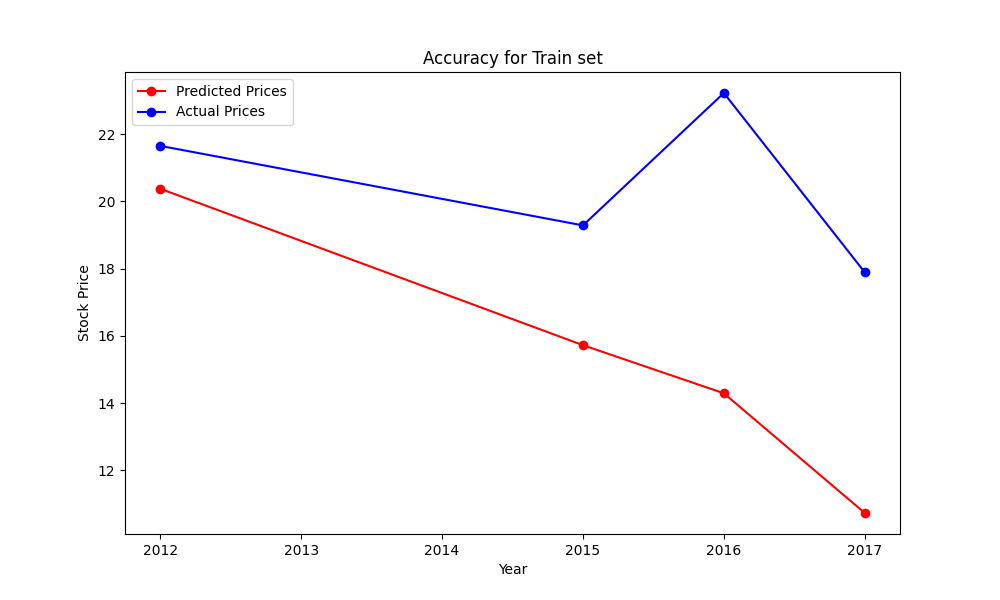 Accuracy for Train set
Predicted Prices
Actual Prices
22
20
18
16
14
12
Stock Price
2012 2013 2014 2015 2016 2017
Year